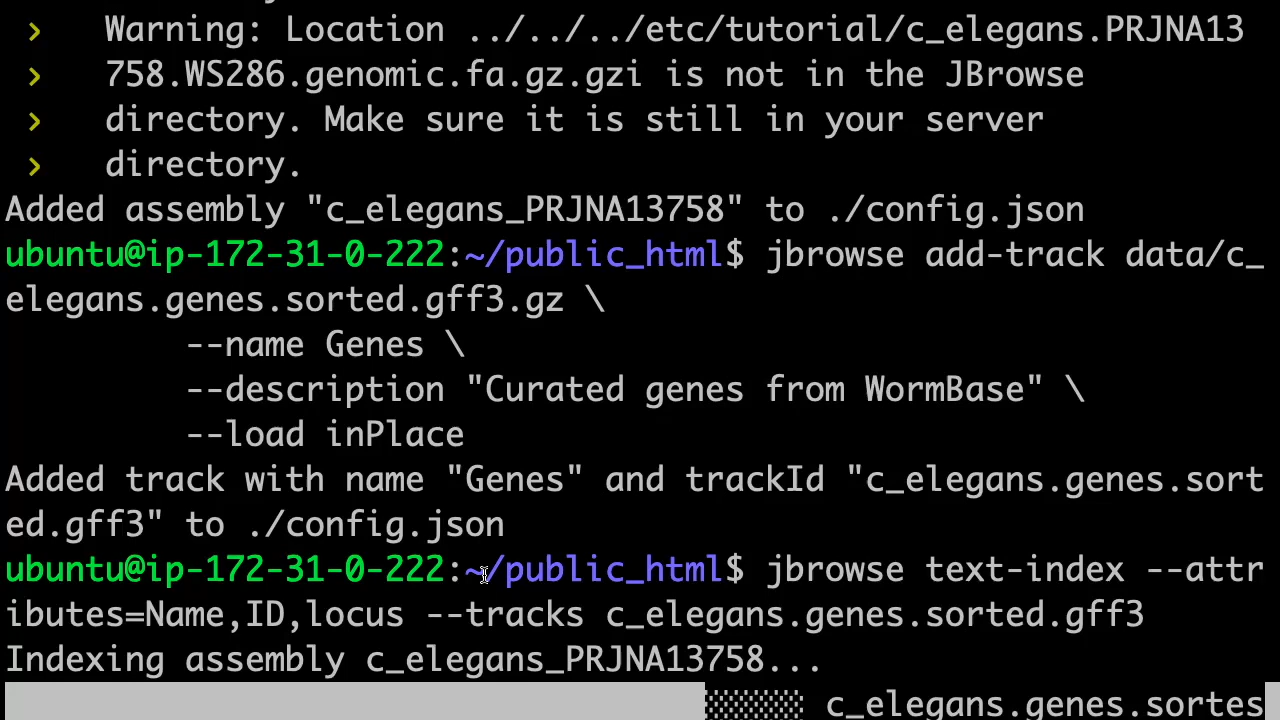 › Warning: Location ../../../etc/tutorial/c_elegans.PRJNA13
› 758.WS286.genomic.fa.gz.gzi is not in the JBrowse
› directory. Make sure it is still in your server
› directory.
Added assembly "c_elegans_PRJNA13758" to ./config.json
ubuntu@ip-172-31-0-222:~/public_html$ jbrowse add-track data/c_
elegans.genes.sorted.gff3.gz \
--name Genes \
--description "Curated genes from WormBase" \
--load inPlace
Added track with name "Genes" and trackId "c_elegans.genes.sort
ed.gff3" to ./config.json
ubuntu@ip-172-31-0-222:~/public_html$ jbrowse text-index --attr
ibutes=Name,ID,locus --tracks c_elegans.genes.sorted.gff3
Indexing assembly c_elegans_PRJNA13758...
c_elegans.genes.sortes